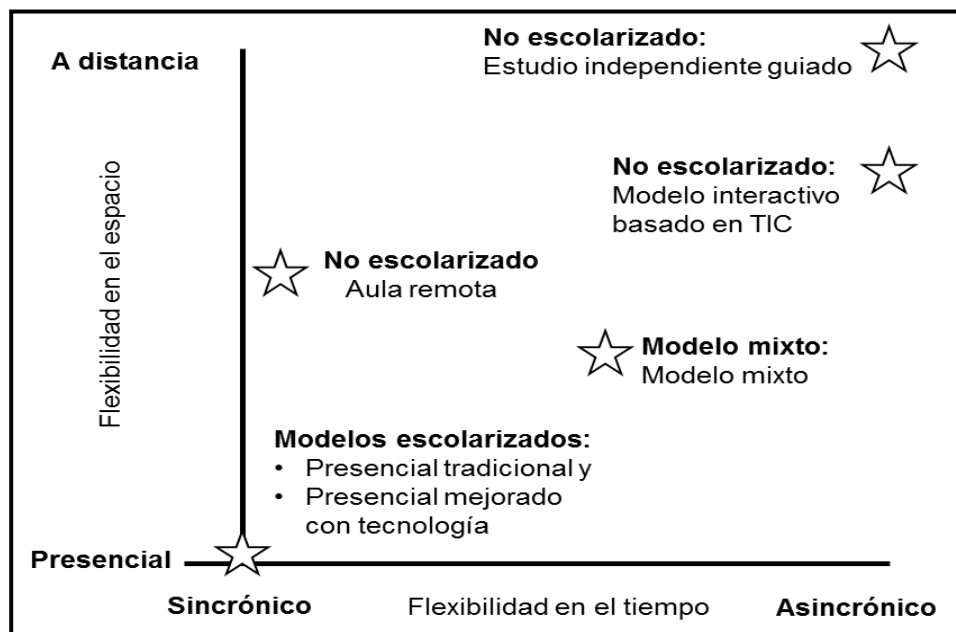 No escolarizado:
Estudio independiente guiado
A distancia
No escolarizado:
Modelo interactivo
basado en TIC
Flexibilidad en el espacio
No escolarizado
Aula remota
Modelo mixto:
Modelo mixto
Modelos escolarizados:
• Presencial tradicional y
• Presencial mejorado
con tecnología
Presencial
Sincrónico
Flexibilidad en el tiempo
Asincrónico